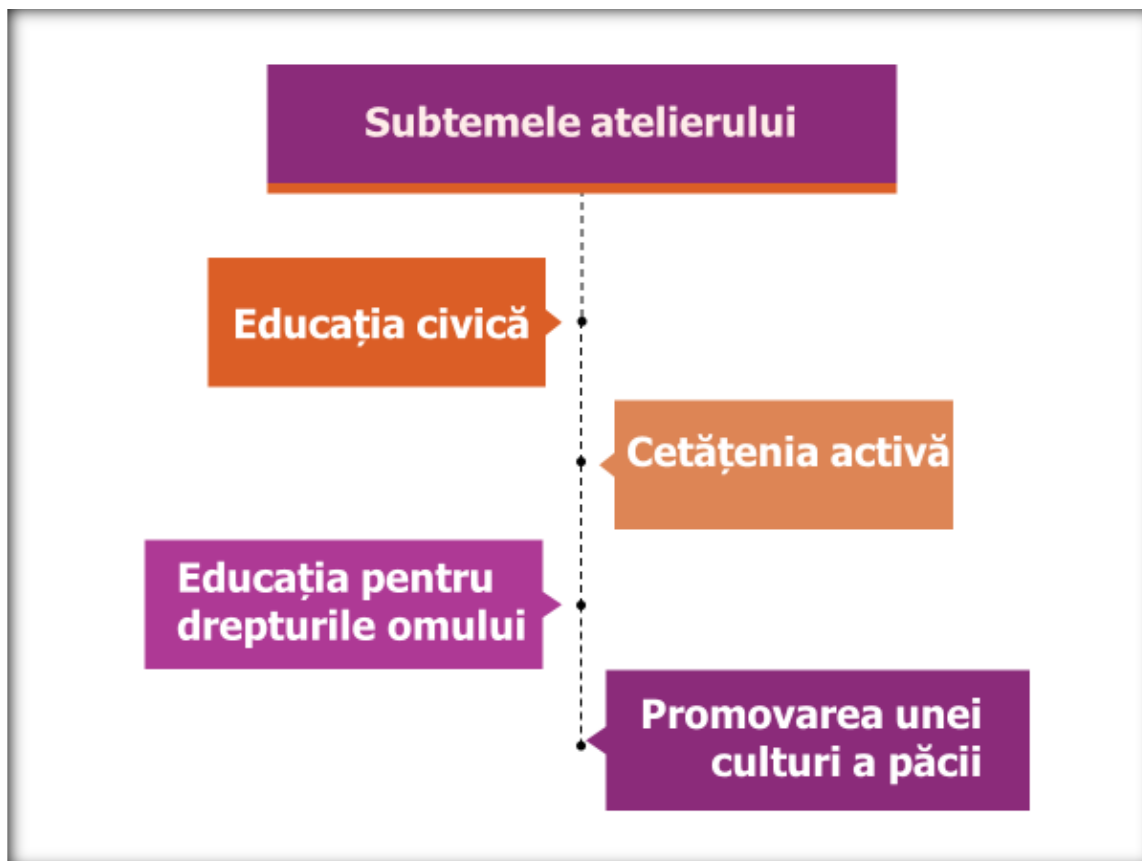 Subtemele atelierului
Educația civică
Cetățenia activă
Educația pentru
drepturile omului
Promovarea unei
culturi a păcii